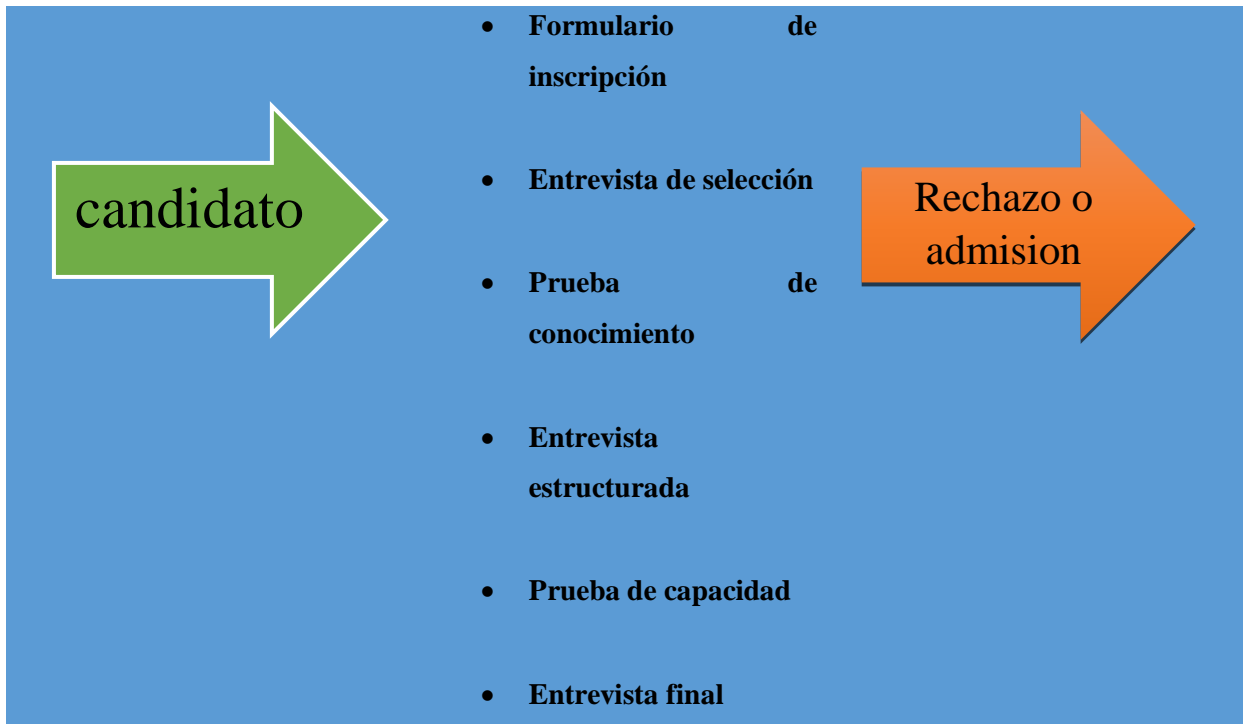 candidato
• Formulario de
inscripción
• Entrevista de selección
• Prueba de
conocimiento
• Entrevista
estructurada
• Prueba de capacidad
• Entrevista final
Rechazo o
admision